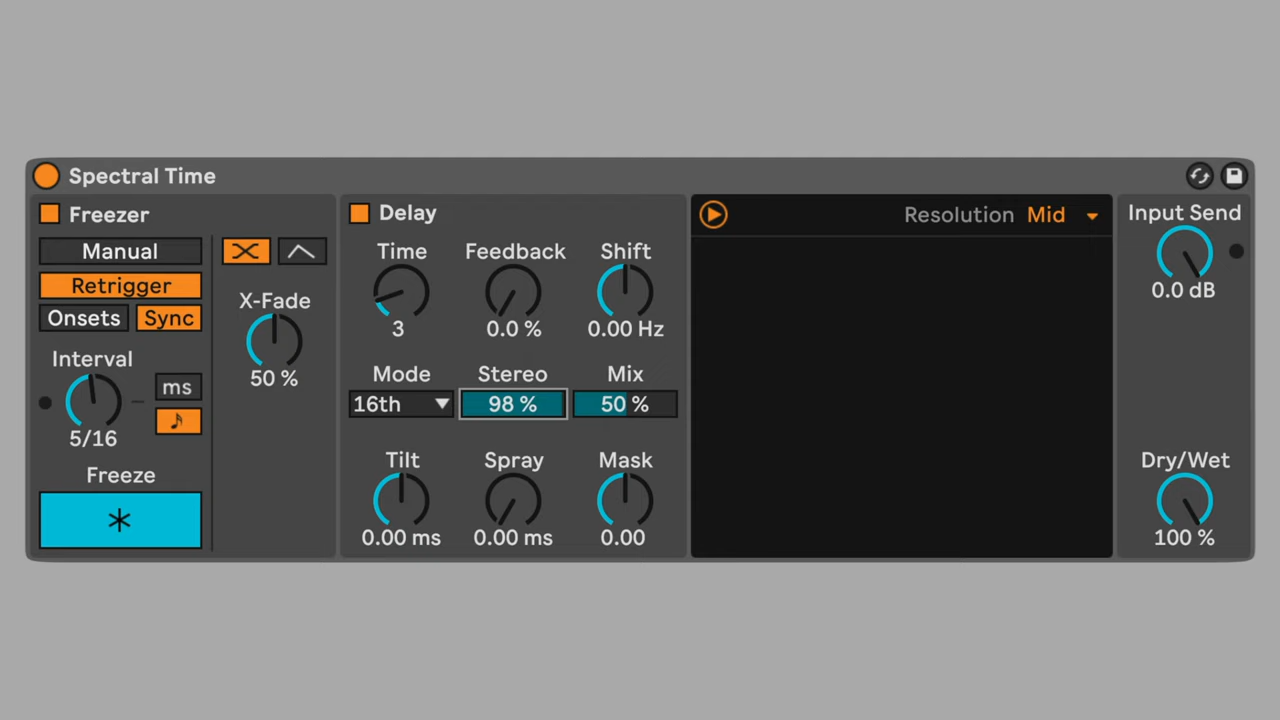 Spectral Time
Freezer
Manual
Retrigger
Onsets Sync
Interval
ms
5/16
Freeze
X-Fade
50 %
Delay
Time Feedback Shift
3 0.0 % 0.00 Hz
Mode Stereo Mix
16th 98 % 50 %
Tilt Spray Mask
0.00 ms 0.00 ms 0.00
Resolution Mid
Input Send
0.0 dB
Dry/Wet
100 %